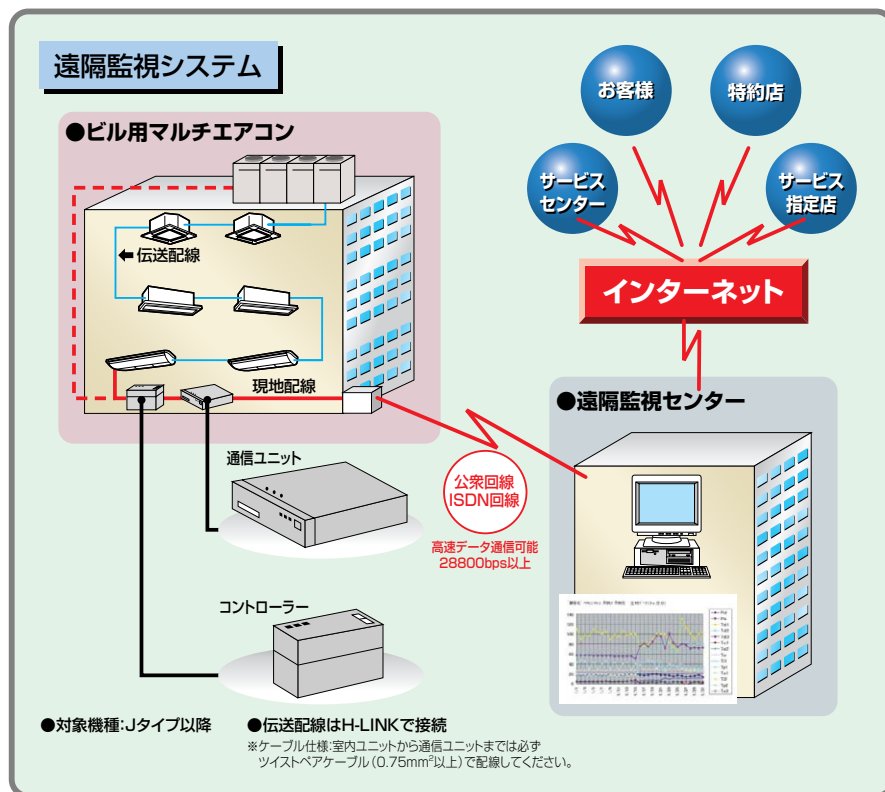 遠隔監視システム
●ビル用マルチエアコン
伝送配線
現地配線
通信ユニット
コントローラー
お客様
特約店
サービス
センター
サービス
指定店
インターネット
公衆回線
ISDN回線
高速データ通信可能
28800bps以上
●遠隔監視センター
●対象機種:Jタイプ以降
●伝送配線はH-LINKで接続
※ケーブル仕様:室内ユニットから通信ユニットまでは必ず
ツイストペアケーブル(0.75mm²以上)で配線してください。